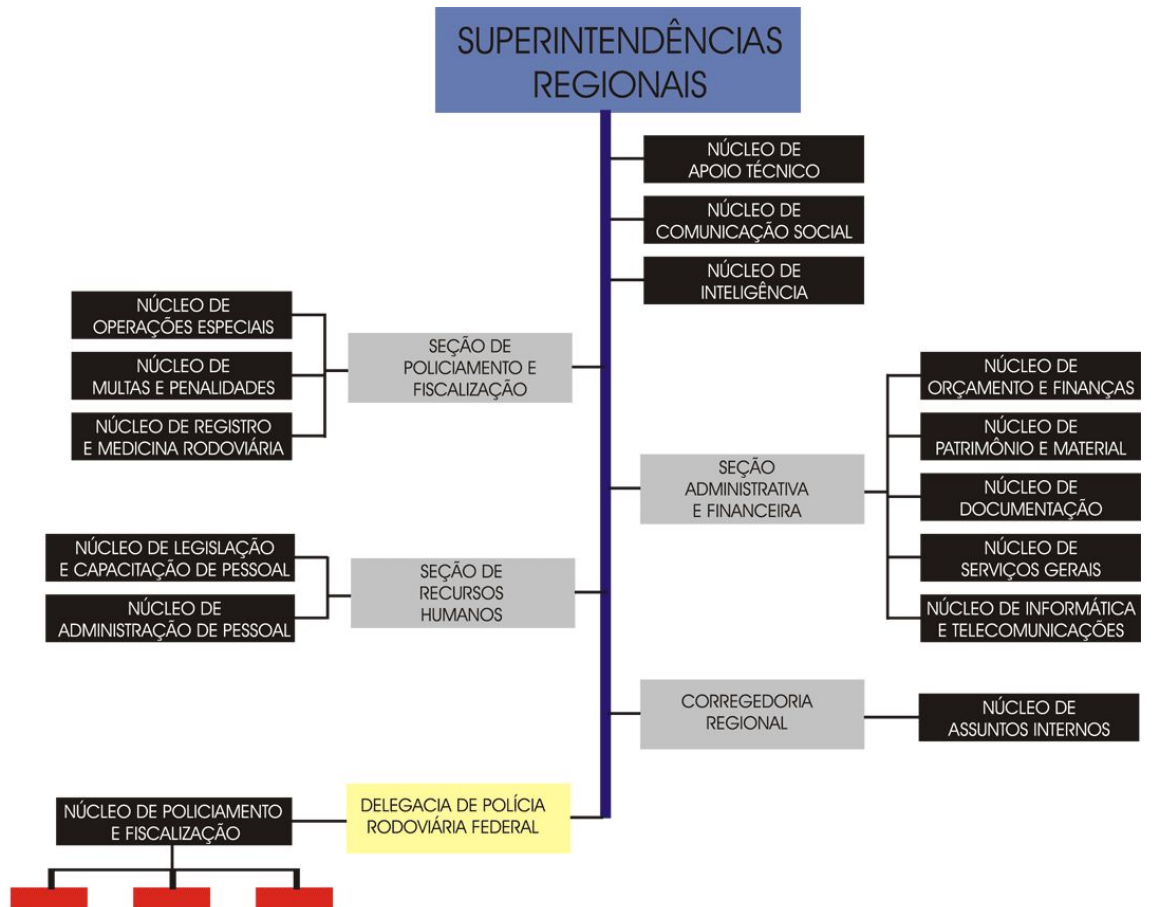 SUPERINTENDÊNCIAS
REGIONAIS
NÚCLEO DE
APOIO TÉCNICO
NÚCLEO DE
COMUNICAÇÃO SOCIAL
NÚCLEO DE
INTELIGÊNCIA
NÚCLEO DE
OPERAÇÕES ESPECIAIS
NÚCLEO DE
MULTAS E PENALIDADES
NÚCLEO DE REGISTRO
E MEDICINA RODOVIÁRIA
SEÇÃO DE
POLICIAMENTO E
FISCALIZAÇÃO
SEÇÃO
ADMINISTRATIVA
E FINANCEIRA
NÚCLEO DE
ORÇAMENTO E FINANÇAS
NÚCLEO DE
PATRIMÔNIO E MATERIAL
NÚCLEO DE
DOCUMENTAÇÃO
NÚCLEO DE
SERVIÇOS GERAIS
NÚCLEO DE INFORMÁTICA
E TELECOMUNICAÇÕES
NÚCLEO DE LEGISLAÇÃO
E CAPACITAÇÃO DE PESSOAL
NÚCLEO DE
ADMINISTRAÇÃO DE PESSOAL
SEÇÃO DE
RECURSOS
HUMANOS
CORREGEDORIA
REGIONAL
NÚCLEO DE
ASSUNTOS INTERNOS
NÚCLEO DE POLICIAMENTO
E FISCALIZAÇÃO
DELEGACIA DE POLÍCIA
RODOVIÁRIA FEDERAL